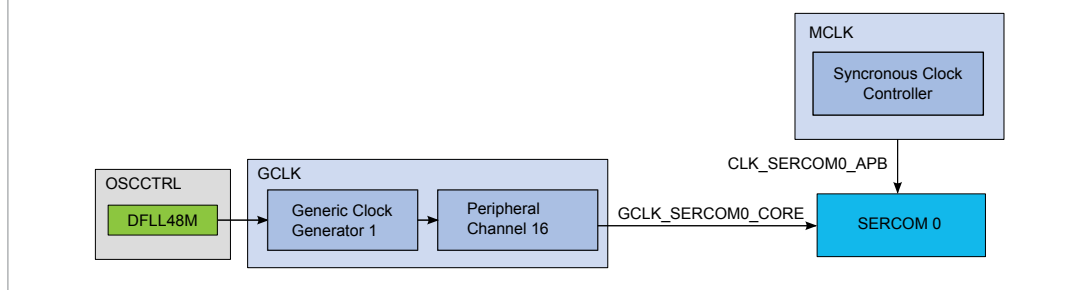 MCLK
Syncronous Clock
Controller
CLK_SERCOM0_APB
OSCCTRL
DFLL48M
GCLK
Generic Clock
Generator 1
Peripheral
Channel 16
GCLK_SERCOM0_CORE
SERCOM 0